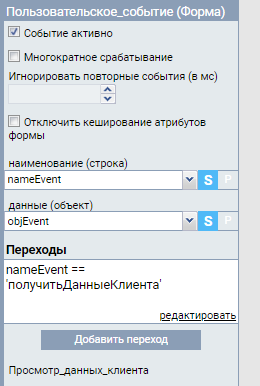 Пользовательское_событие (Форма)
Событие активно
Многократное срабатывание
Игнорировать повторные события (в мс)
Отключить кеширование атрибутов
формы
наименование (строка)
nameEvent S P
данные (объект)
objEvent S P
Переходы
nameEvent ==
'получитьДанныеКлиента'
редактировать
Добавить переход
Просмотр_данных_клиента